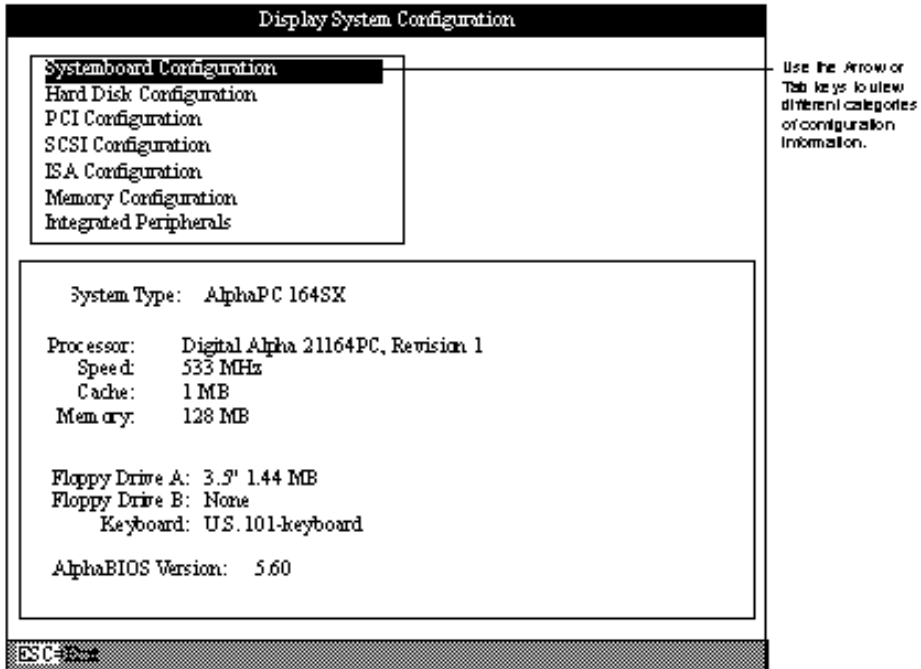 Display System Configuration
Systemboard Configuration
Hard Disk Configuration
PCI Configuration
SCSI Configuration
ISA Configuration
Memory Configuration
Integrated Peripherals
Use the Arrow or
Tab keys to view
different categories
of configuration
information.
System Type: AlphaPC 164SX
Processor: Digital Alpha 21164PC, Revision 1
Speed: 533 MHz
Cache: 1 MB
Memory: 128 MB
Floppy Drive A: 3.5" 1.44 MB
Floppy Drive B: None
Keyboard: U.S. 101-keyboard
AlphaBIOS Version: 5.60
ESC=Exit